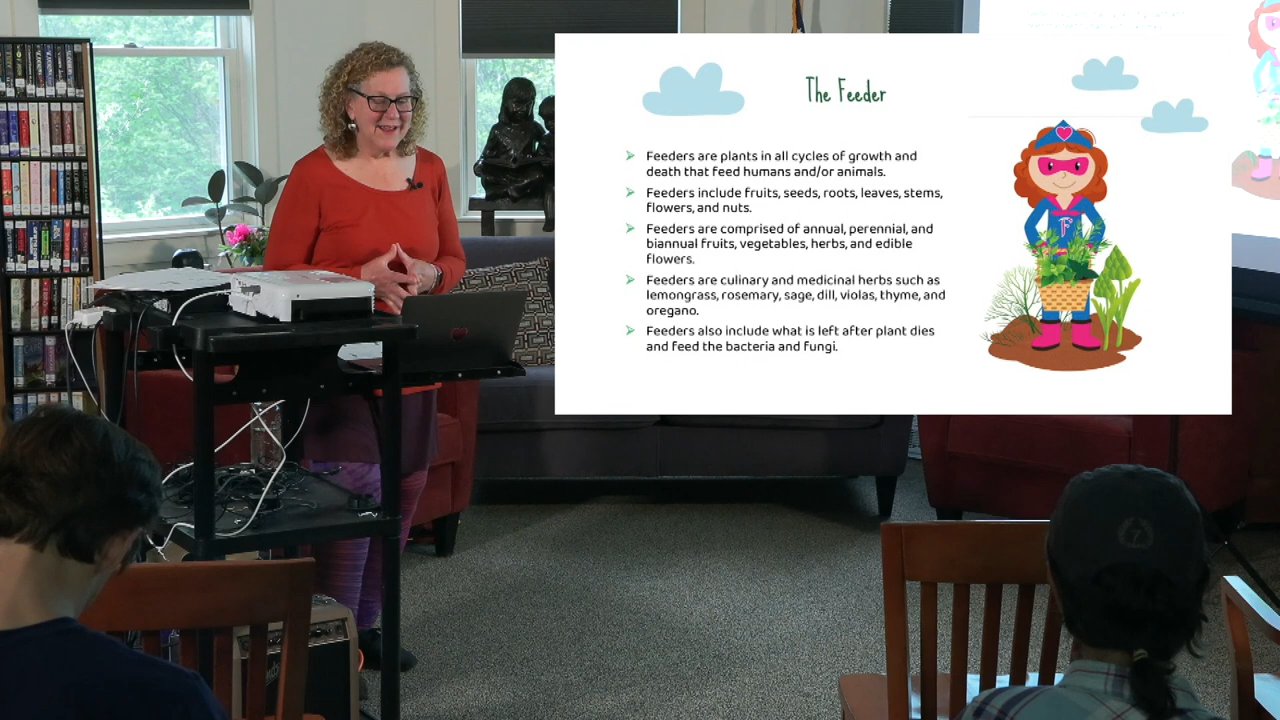 The Feeder
Feeders are plants in all cycles of growth and
death that feed humans and/or animals.
Feeders include fruits, seeds, roots, leaves, stems,
flowers, and nuts.
Feeders are comprised of annual, perennial, and
biannual fruits, vegetables, herbs, and edible
flowers.
Feeders are culinary and medicinal herbs such as
lemongrass, rosemary, sage, dill, violas, thyme, and
oregano.
Feeders also include what is left after plant dies
and feed the bacteria and fungi.